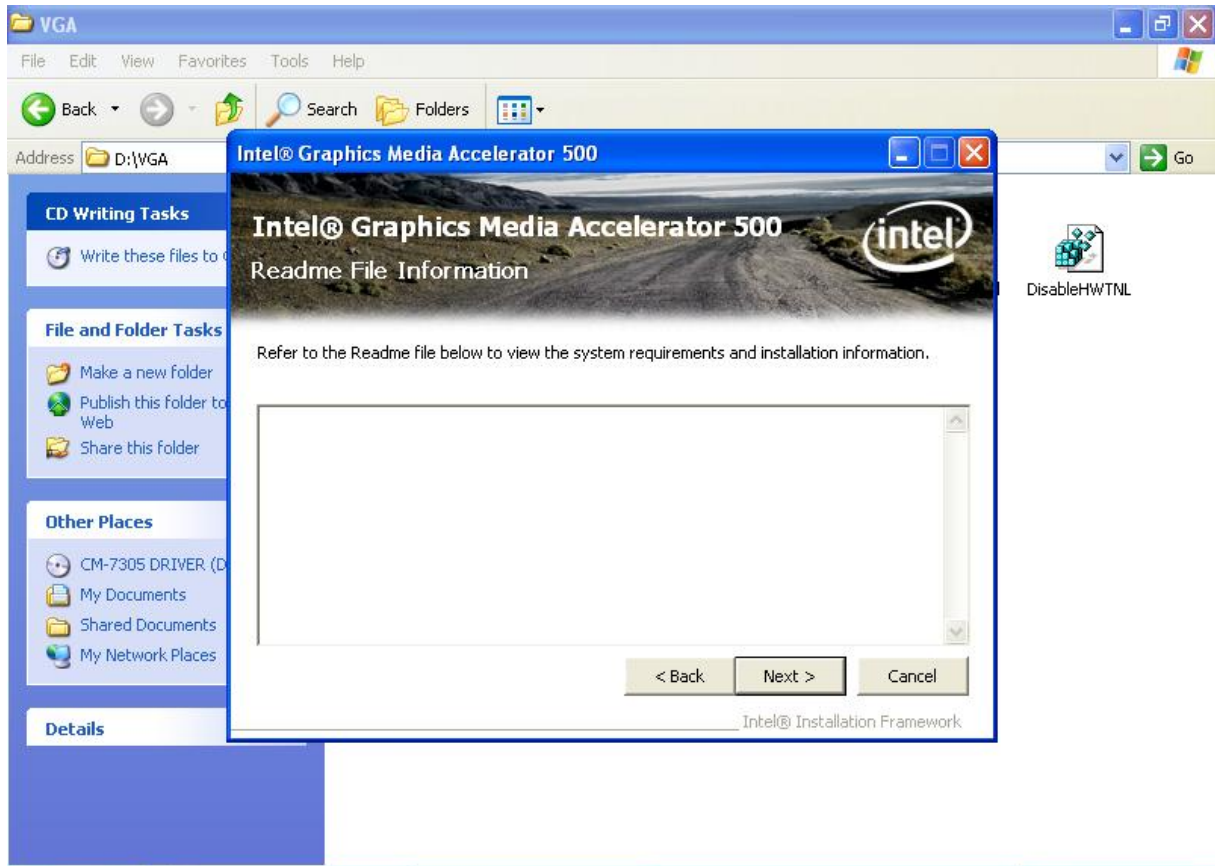 VGA
File Edit View Favorites Tools Help
Back Search Folders
Address D:\VGA Go
CD Writing Tasks
Write these files to
File and Folder Tasks
Make a new folder
Publish this folder to
Web
Share this folder
Other Places
CM-7305 DRIVER (D
My Documents
Shared Documents
My Network Places
Details
DisableHWTNL
Intel® Graphics Media Accelerator 500
Intel® Graphics Media Accelerator 500
Readme File Information
intel
Refer to the Readme file below to view the system requirements and installation information.
< Back Next > Cancel
Intel® Installation Framework